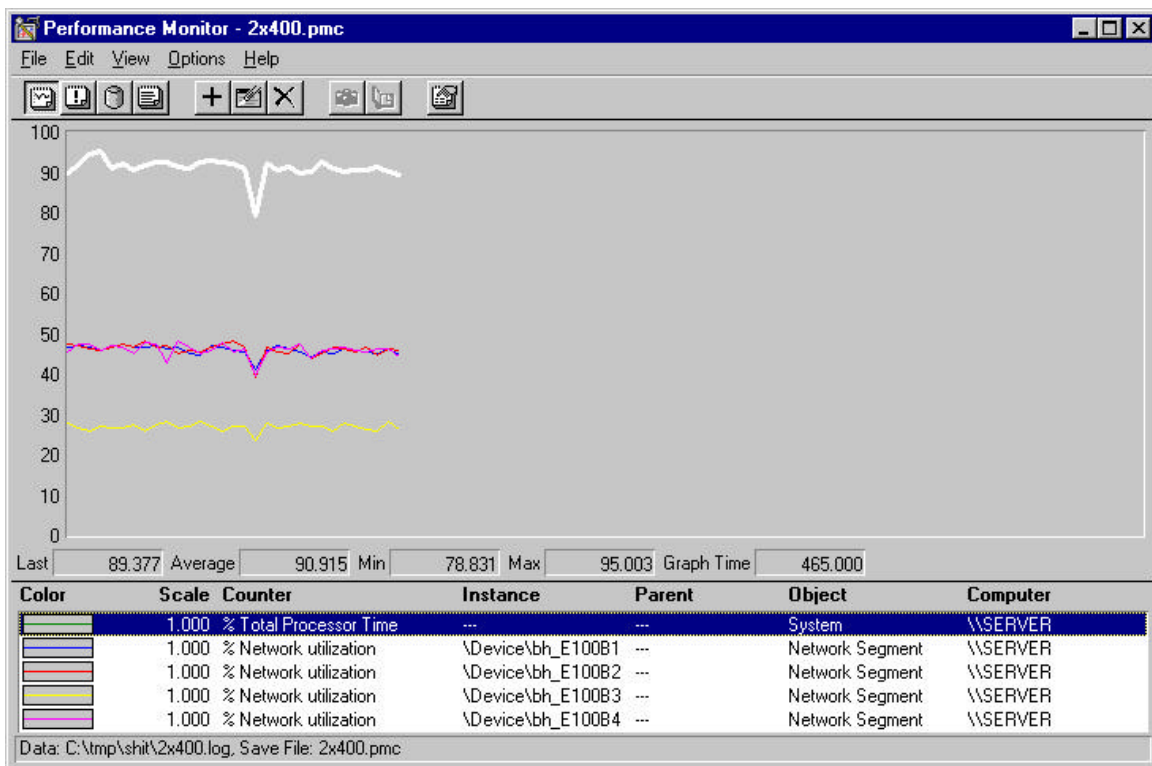 Performance Monitor - 2x400.pmc
File Edit View Options Help
100
90
80
70
60
50
40
30
20
10
0
Last 89.377 Average 90.915 Min 78.831 Max 95.003 Graph Time 465.000
Color Scale Counter Instance Parent Object Computer
1.000 % Total Processor Time --- --- System \\SERVER
1.000 % Network utilization \Device\bh_E100B1 --- Network Segment \\SERVER
1.000 % Network utilization \Device\bh_E100B2 --- Network Segment \\SERVER
1.000 % Network utilization \Device\bh_E100B3 --- Network Segment \\SERVER
1.000 % Network utilization \Device\bh_E100B4 --- Network Segment \\SERVER
Data: C:\tmp\shit\2x400.log, Save File: 2x400.pmc